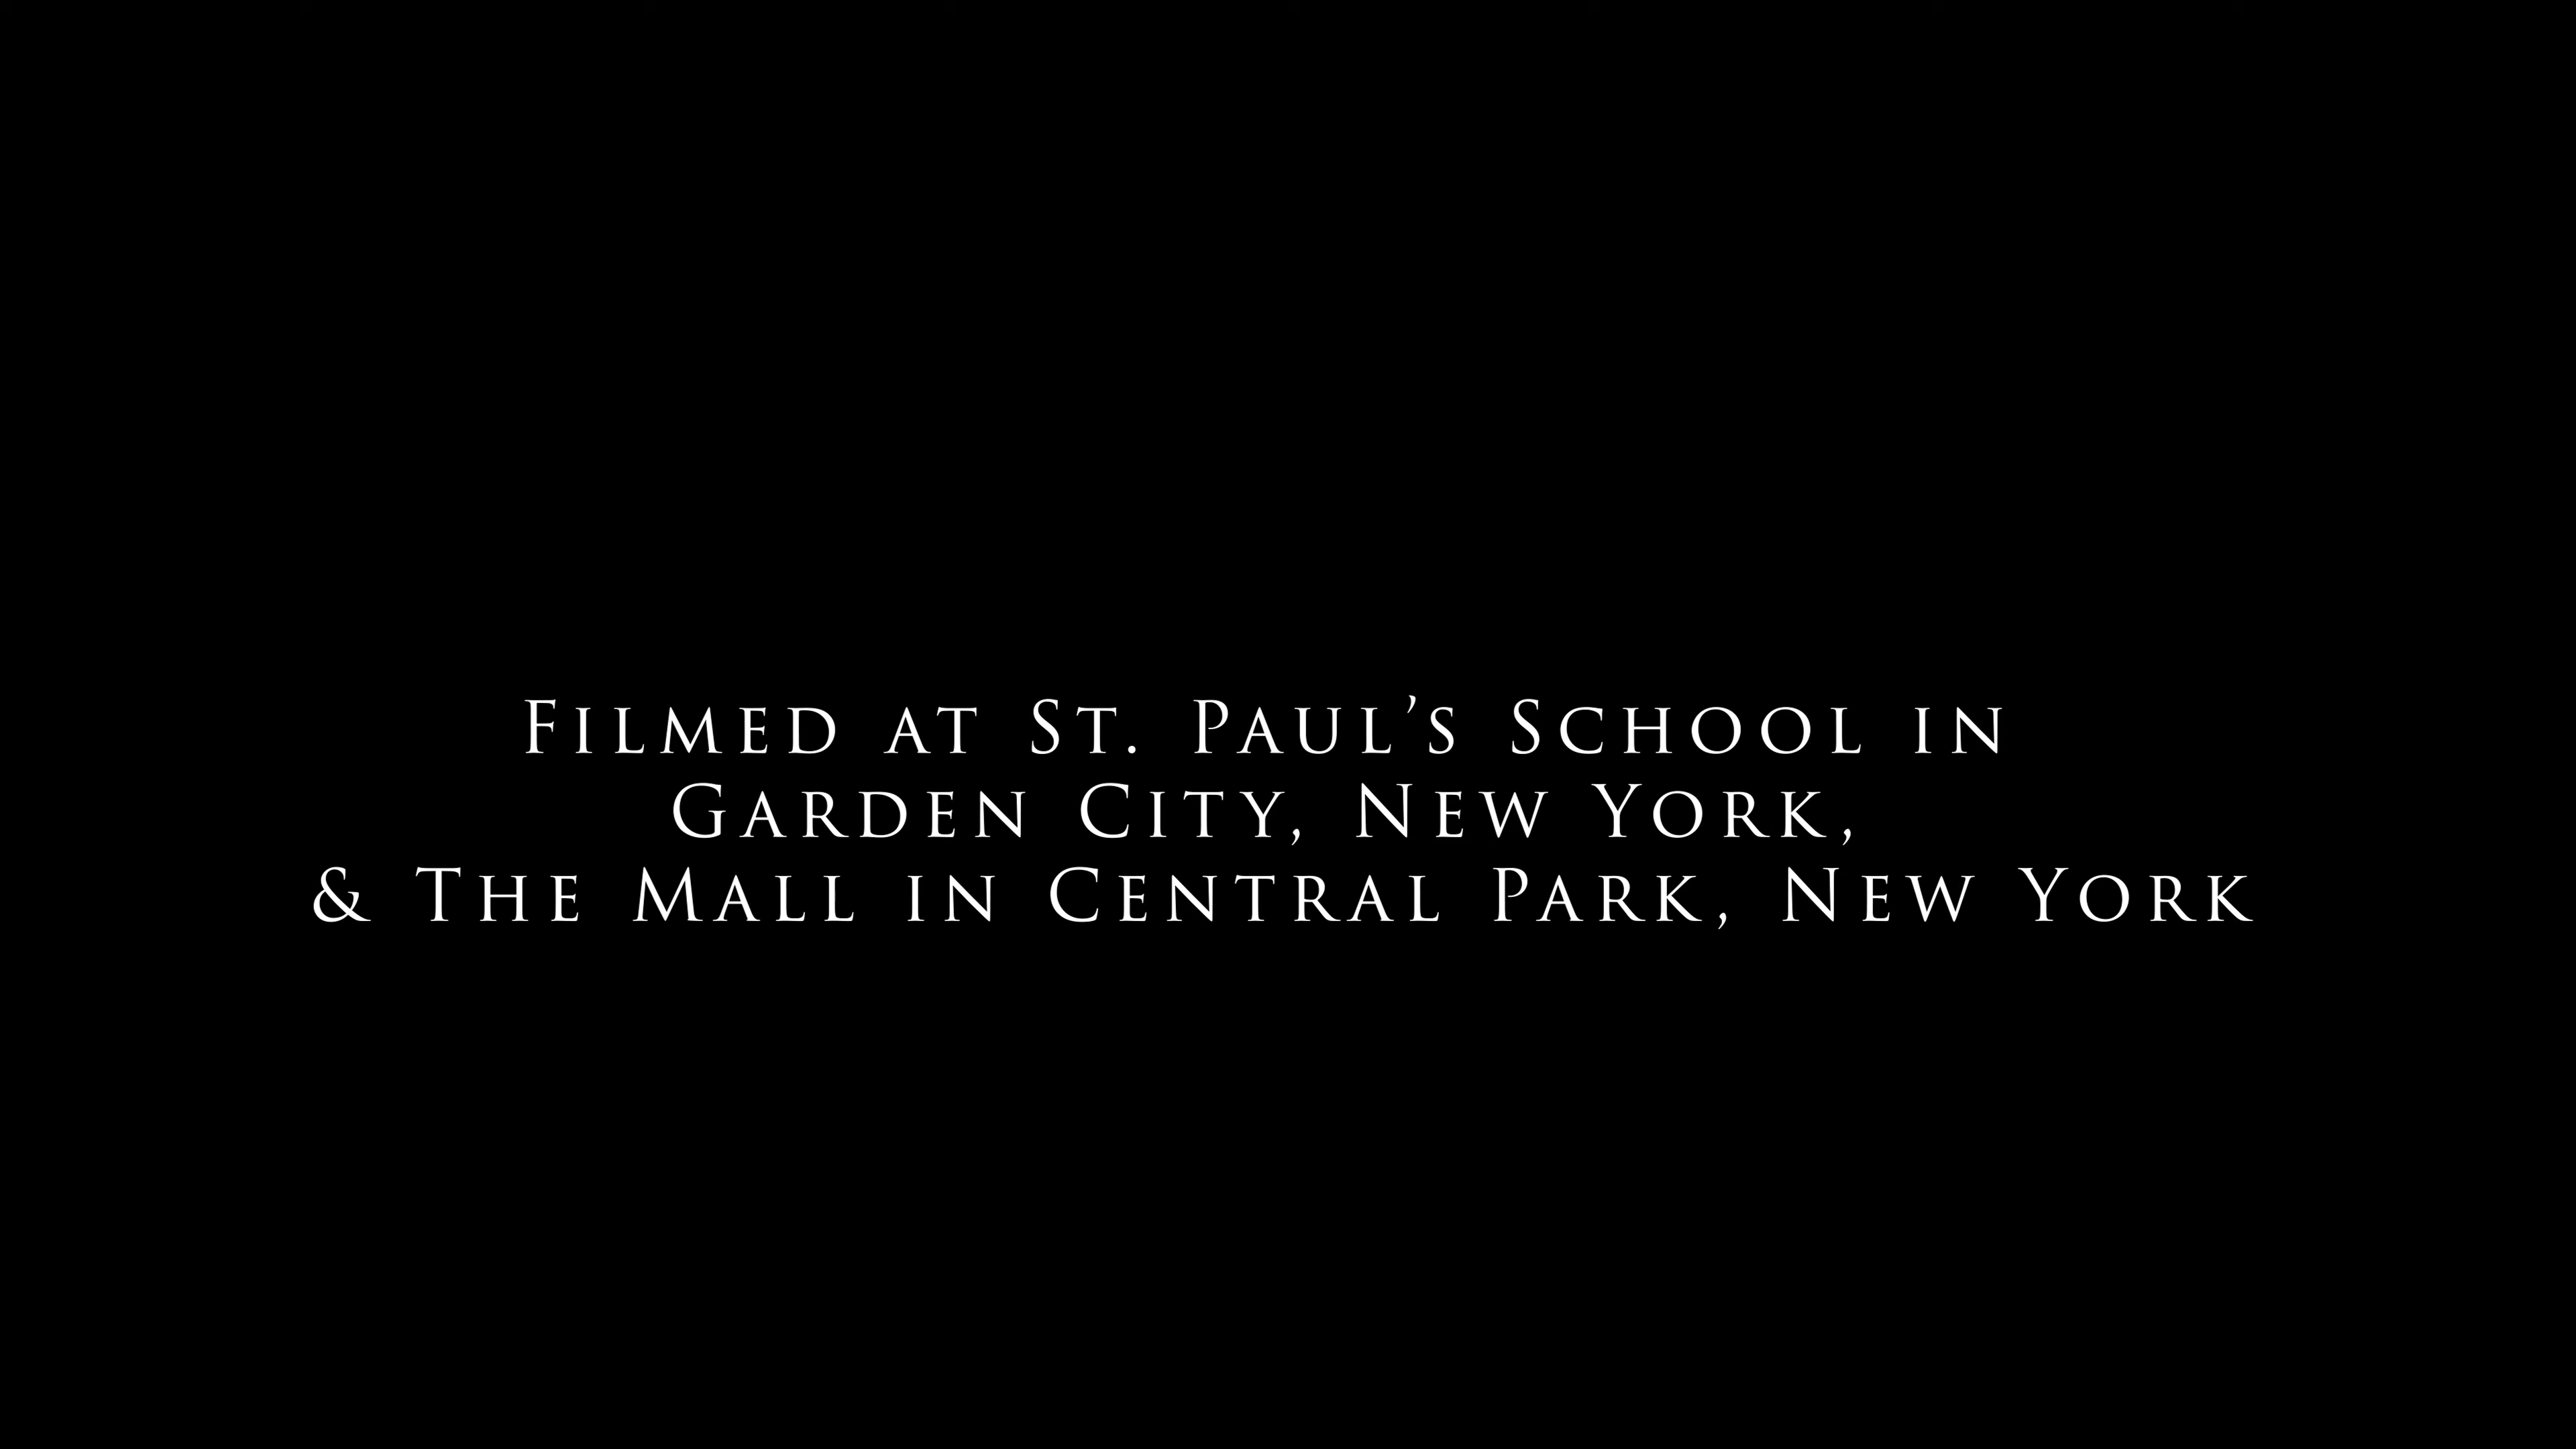 Filmed at St. Paul’s School in
Garden City, New York,
& The Mall in Central Park, New York